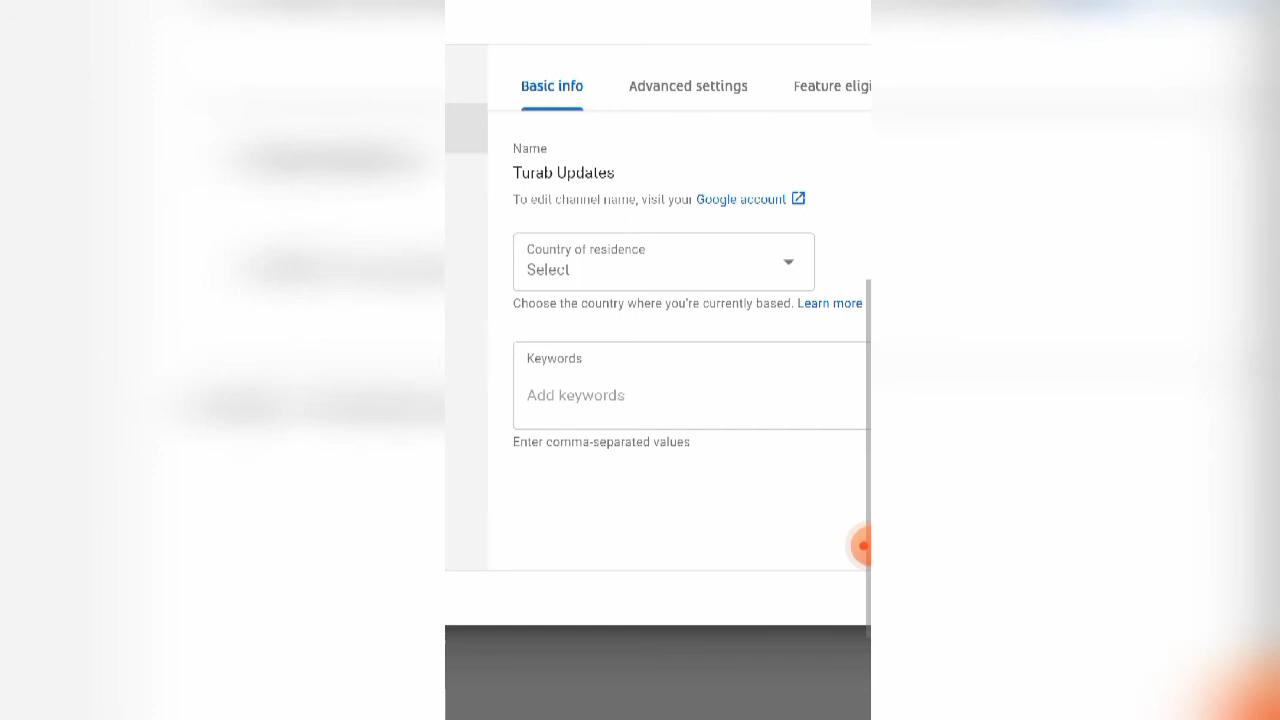 Basic info Advanced settings Feature eligi
Name
Turab Updates
To edit channel name, visit your Google account
Country of residence
Select
Choose the country where you're currently based. Learn more
Keywords
Add keywords
Enter comma-separated values